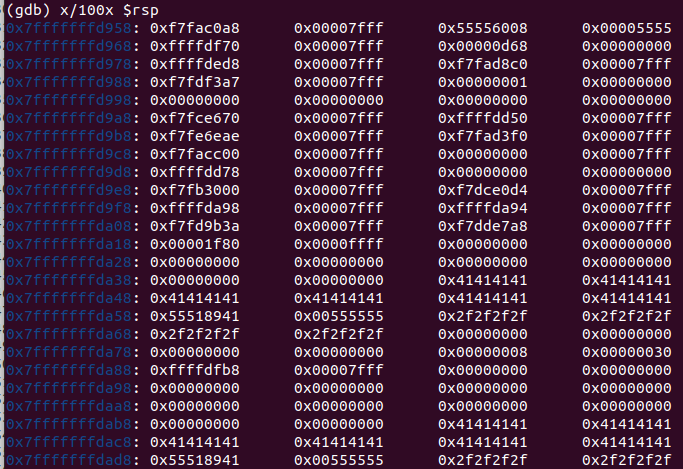 (gdb) x/100x $rsp
0x7fffffffd958: 0xf7fac0a8 0x00007fff 0x55556008 0x00005555
0x7fffffffd968: 0xffffdf70 0x00007fff 0x00000d68 0x00000000
0x7fffffffd978: 0xffffded8 0x00007fff 0xf7fad8c0 0x00007fff
0x7fffffffd988: 0xf7fdf3a7 0x00007fff 0x00000001 0x00000000
0x7fffffffd998: 0x00000000 0x00000000 0x00000000 0x00000000
0x7fffffffd9a8: 0xf7fce670 0x00007fff 0xffffdd50 0x00007fff
0x7fffffffd9b8: 0xf7fe6eae 0x00007fff 0xf7fad3f0 0x00007fff
0x7fffffffd9c8: 0xf7facc00 0x00007fff 0x00000000 0x00007fff
0x7fffffffd9d8: 0xffffdd78 0x00007fff 0x00000000 0x00000000
0x7fffffffd9e8: 0xf7fb3000 0x00007fff 0xf7dce0d4 0x00007fff
0x7fffffffd9f8: 0xffffda98 0x00007fff 0xffffda94 0x00007fff
0x7fffffffda08: 0xf7fd9b3a 0x00007fff 0xf7dde7a8 0x00007fff
0x7fffffffda18: 0x00001f80 0x0000ffff 0x00000000 0x00000000
0x7fffffffda28: 0x00000000 0x00000000 0x00000000 0x00000000
0x7fffffffda38: 0x00000000 0x00000000 0x41414141 0x41414141
0x7fffffffda48: 0x41414141 0x41414141 0x41414141 0x41414141
0x7fffffffda58: 0x55518941 0x00555555 0x2f2f2f2f 0x2f2f2f2f
0x7fffffffda68: 0x2f2f2f2f 0x2f2f2f2f 0x00000000 0x00000000
0x7fffffffda78: 0x00000000 0x00000000 0x00000008 0x00000030
0x7fffffffda88: 0xffffdfb8 0x00007fff 0x00000000 0x00000000
0x7fffffffda98: 0x00000000 0x00000000 0x00000000 0x00000000
0x7fffffffdaa8: 0x00000000 0x00000000 0x00000000 0x00000000
0x7fffffffdab8: 0x00000000 0x00000000 0x41414141 0x41414141
0x7fffffffdac8: 0x41414141 0x41414141 0x41414141 0x41414141
0x7fffffffdad8: 0x55518941 0x00555555 0x2f2f2f2f 0x2f2f2f2f